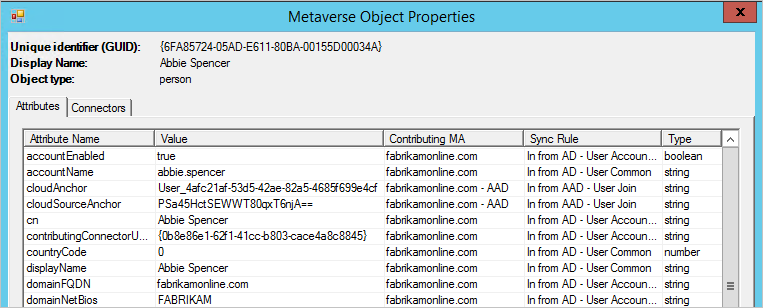 Metaverse Object Properties
Unique identifier (GUID): {6FA85724-05AD-E611-80BA-00155D00034A}
Display Name: Abbie Spencer
Object type: person
Attributes Connectors
Attribute Name Value Contributing MA Sync Rule Type
accountEnabled true fabrikamonline.com In from AD - User Accoun... boolean
accountName abbie.spencer fabrikamonline.com In from AD - User Common string
cloudAnchor User_4afc21af-53d5-42ae-82a5-4685f699e4cf fabrikamonline.com - AAD In from AAD - User Join string
cloudSourceAnchor PSa45HctSEWWT80qxT6njA== fabrikamonline.com - AAD In from AAD - User Join string
cn Abbie Spencer fabrikamonline.com In from AD - User Accoun... string
contributingConnectorU... {0b8e86e1-62f1-41cc-b803-cace4a8c8845} fabrikamonline.com In from AD - User Accoun... string
countryCode 0 fabrikamonline.com In from AD - User Common number
displayName Abbie Spencer fabrikamonline.com In from AD - User Common string
domainFQDN fabrikamonline.com fabrikamonline.com In from AD - User Accoun... string
domainNetBios FABRIKAM fabrikamonline.com In from AD - User Accoun... string